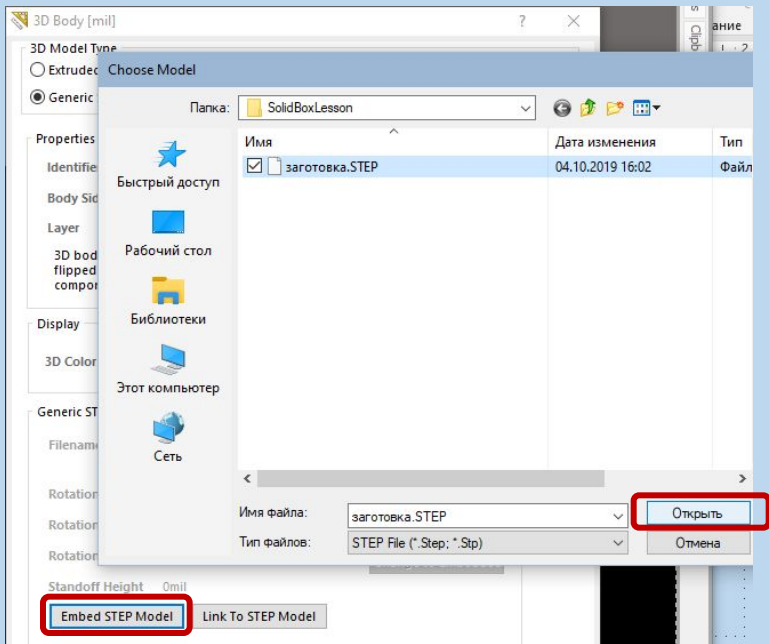 3D Body [mil]
?
3D Model Type
Extruded
Generic
Properties
Identifie
Body Sid
Layer
3D bod
flipped
compor
Display
3D Color
Generic ST
Filenam
Rotation
Rotation
Rotation
Standoff Height 0mil
Embed STEP Model Link To STEP Model
Choose Model
Папка: SolidBoxLesson
Быстрый доступ
Рабочий стол
Библиотеки
Этот компьютер
Сеть
Имя Дата изменения Тип
заготовка.STEP 04.10.2019 16:02 Файл
Имя файла: заготовка.STEP Открыть
Тип файлов: STEP File (*.Step; *.Stp) Отмена
Clipb
ание